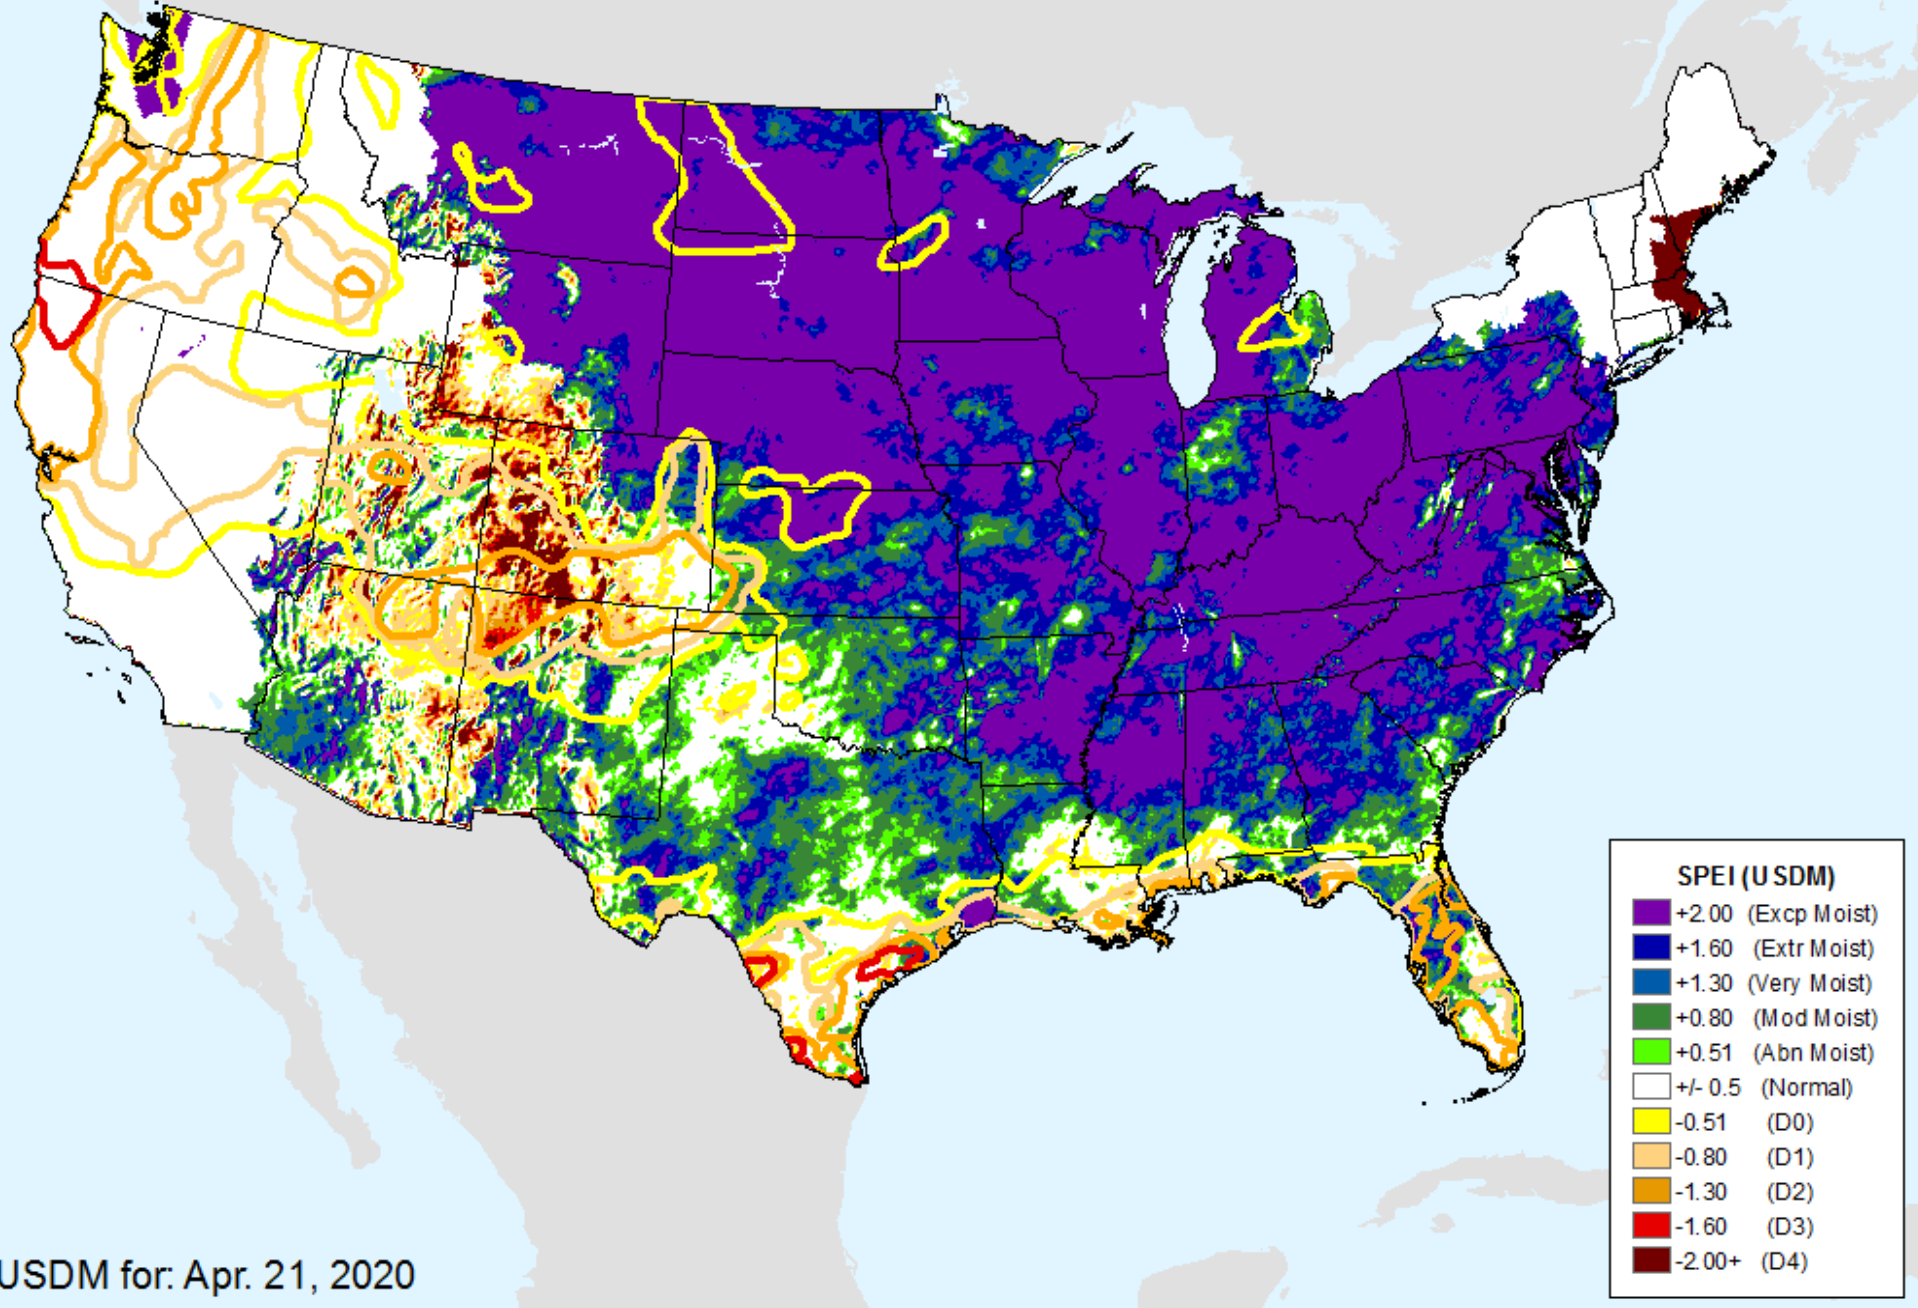 SPEI (USDM)
+2.00 (Excp Moist)
+1.60 (Extr Moist)
+1.30 (Very Moist)
+0.80 (Mod Moist)
+0.51 (Abn Moist)
+/- 0.5 (Normal)
-0.51 (D0)
-0.80 (D1)
-1.30 (D2)
-1.60 (D3)
-2.00+ (D4)
USDM for: Apr. 21, 2020